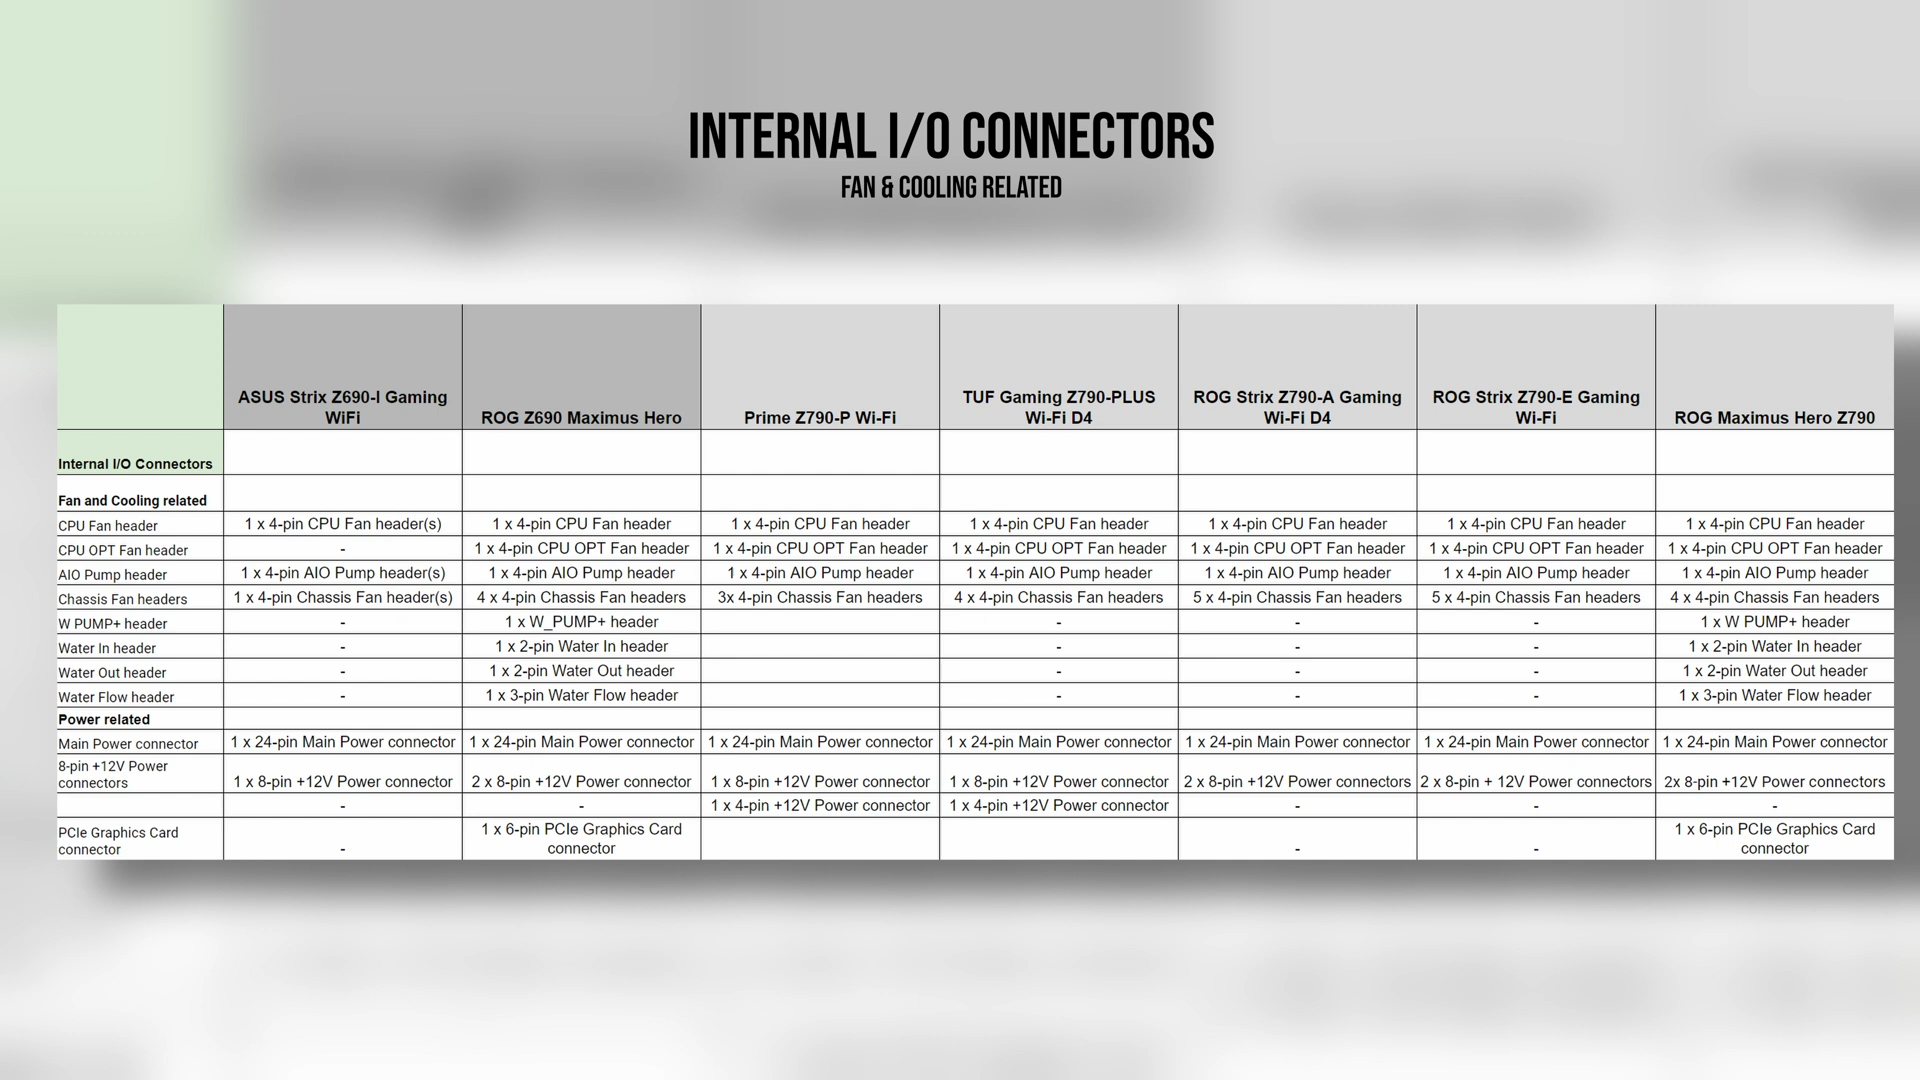 INTERNAL I/O CONNECTORS
FAN & COOLING RELATED
ASUS Strix Z690-I Gaming WiFi ROG Z690 Maximus Hero Prime Z790-P Wi-Fi TUF Gaming Z790-PLUS Wi-Fi D4 ROG Strix Z790-A Gaming Wi-Fi D4 ROG Strix Z790-E Gaming Wi-Fi ROG Maximus Hero Z790
Internal I/O Connectors
Fan and Cooling related
CPU Fan header 1 x 4-pin CPU Fan header(s) 1 x 4-pin CPU Fan header 1 x 4-pin CPU Fan header 1 x 4-pin CPU Fan header 1 x 4-pin CPU Fan header 1 x 4-pin CPU Fan header 1 x 4-pin CPU Fan header
CPU OPT Fan header - 1 x 4-pin CPU OPT Fan header 1 x 4-pin CPU OPT Fan header 1 x 4-pin CPU OPT Fan header 1 x 4-pin CPU OPT Fan header 1 x 4-pin CPU OPT Fan header 1 x 4-pin CPU OPT Fan header
AIO Pump header 1 x 4-pin AIO Pump header(s) 1 x 4-pin AIO Pump header 1 x 4-pin AIO Pump header 1 x 4-pin AIO Pump header 1 x 4-pin AIO Pump header 1 x 4-pin AIO Pump header 1 x 4-pin AIO Pump header
Chassis Fan headers 1 x 4-pin Chassis Fan header(s) 4 x 4-pin Chassis Fan headers 3x 4-pin Chassis Fan headers 4 x 4-pin Chassis Fan headers 5 x 4-pin Chassis Fan headers 5 x 4-pin Chassis Fan headers 4 x 4-pin Chassis Fan headers
W PUMP+ header - 1 x W_PUMP+ header - - - 1 x W PUMP+ header
Water In header - 1 x 2-pin Water In header - - - 1 x 2-pin Water In header
Water Out header - 1 x 2-pin Water Out header - - - 1 x 2-pin Water Out header
Water Flow header - 1 x 3-pin Water Flow header - - - 1 x 3-pin Water Flow header
Power related
Main Power connector 1 x 24-pin Main Power connector 1 x 24-pin Main Power connector 1 x 24-pin Main Power connector 1 x 24-pin Main Power connector 1 x 24-pin Main Power connector 1 x 24-pin Main Power connector 1 x 24-pin Main Power connector
8-pin +12V Power connectors 1 x 8-pin +12V Power connector 2 x 8-pin +12V Power connector 1 x 8-pin +12V Power connector 1 x 8-pin +12V Power connector 2 x 8-pin +12V Power connectors 2 x 8-pin + 12V Power connectors 2x 8-pin +12V Power connectors
- - 1 x 4-pin +12V Power connector 1 x 4-pin +12V Power connector - - -
PCIe Graphics Card connector - 1 x 6-pin PCIe Graphics Card connector - - 1 x 6-pin PCIe Graphics Card connector